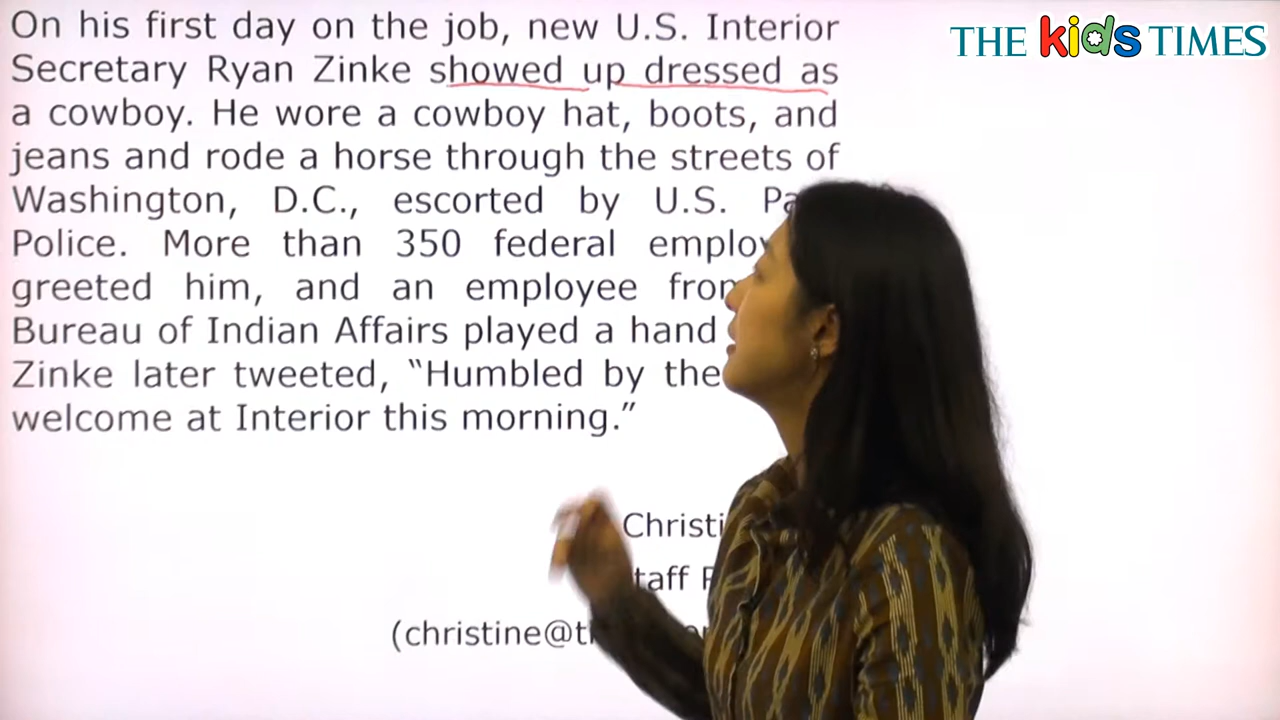 On his first day on the job, new U.S. Interior
Secretary Ryan Zinke showed up dressed as
a cowboy. He wore a cowboy hat, boots, and
jeans and rode a horse through the streets of
Washington, D.C., escorted by U.S.
Police. More than 350 federal
greeted him, and an employee
Bureau of Indian Affairs played a hand
Zinke later tweeted, “Humbled by the
welcome at Interior this morning.”
THE kids TIMES